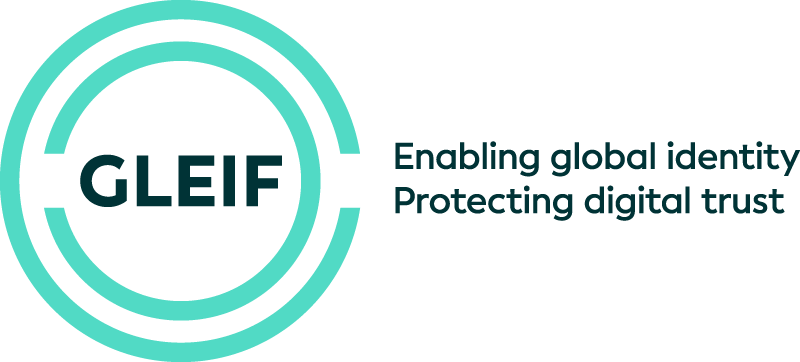 GLEIF
Enabling global identity
Protecting digital trust